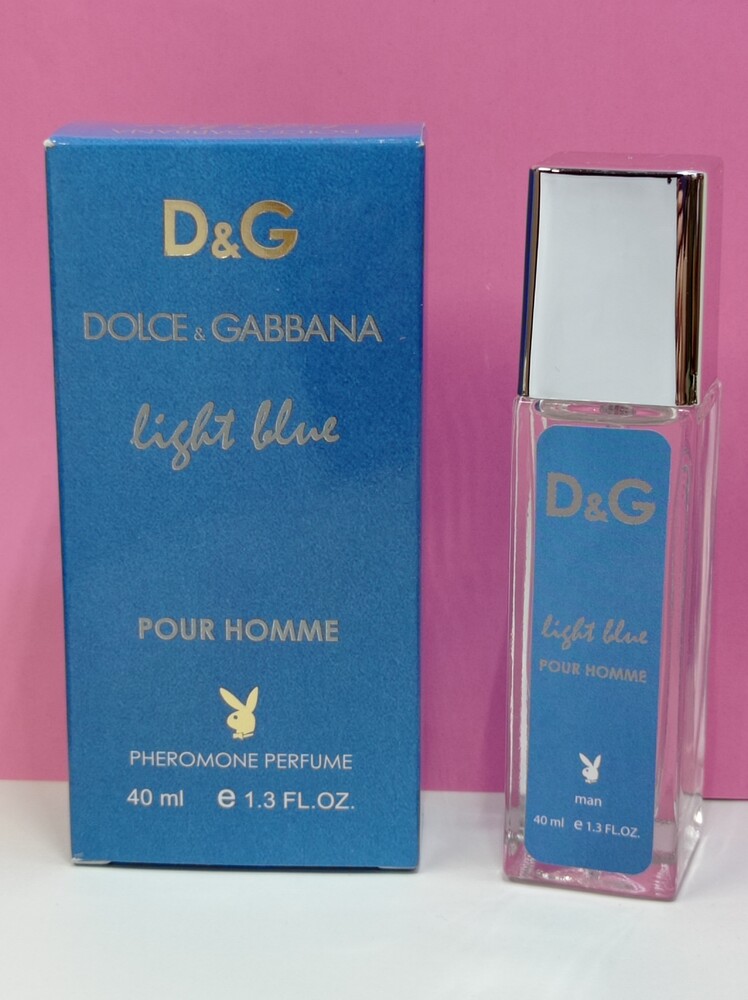 D&G
DOLCE & GABBANA
light blue
POUR HOMME
PHEROMONE PERFUME
40 ml e 1.3 FL.OZ.
D&G
light blue
POUR HOMME
man
40 ml e 1.3 FL.OZ.